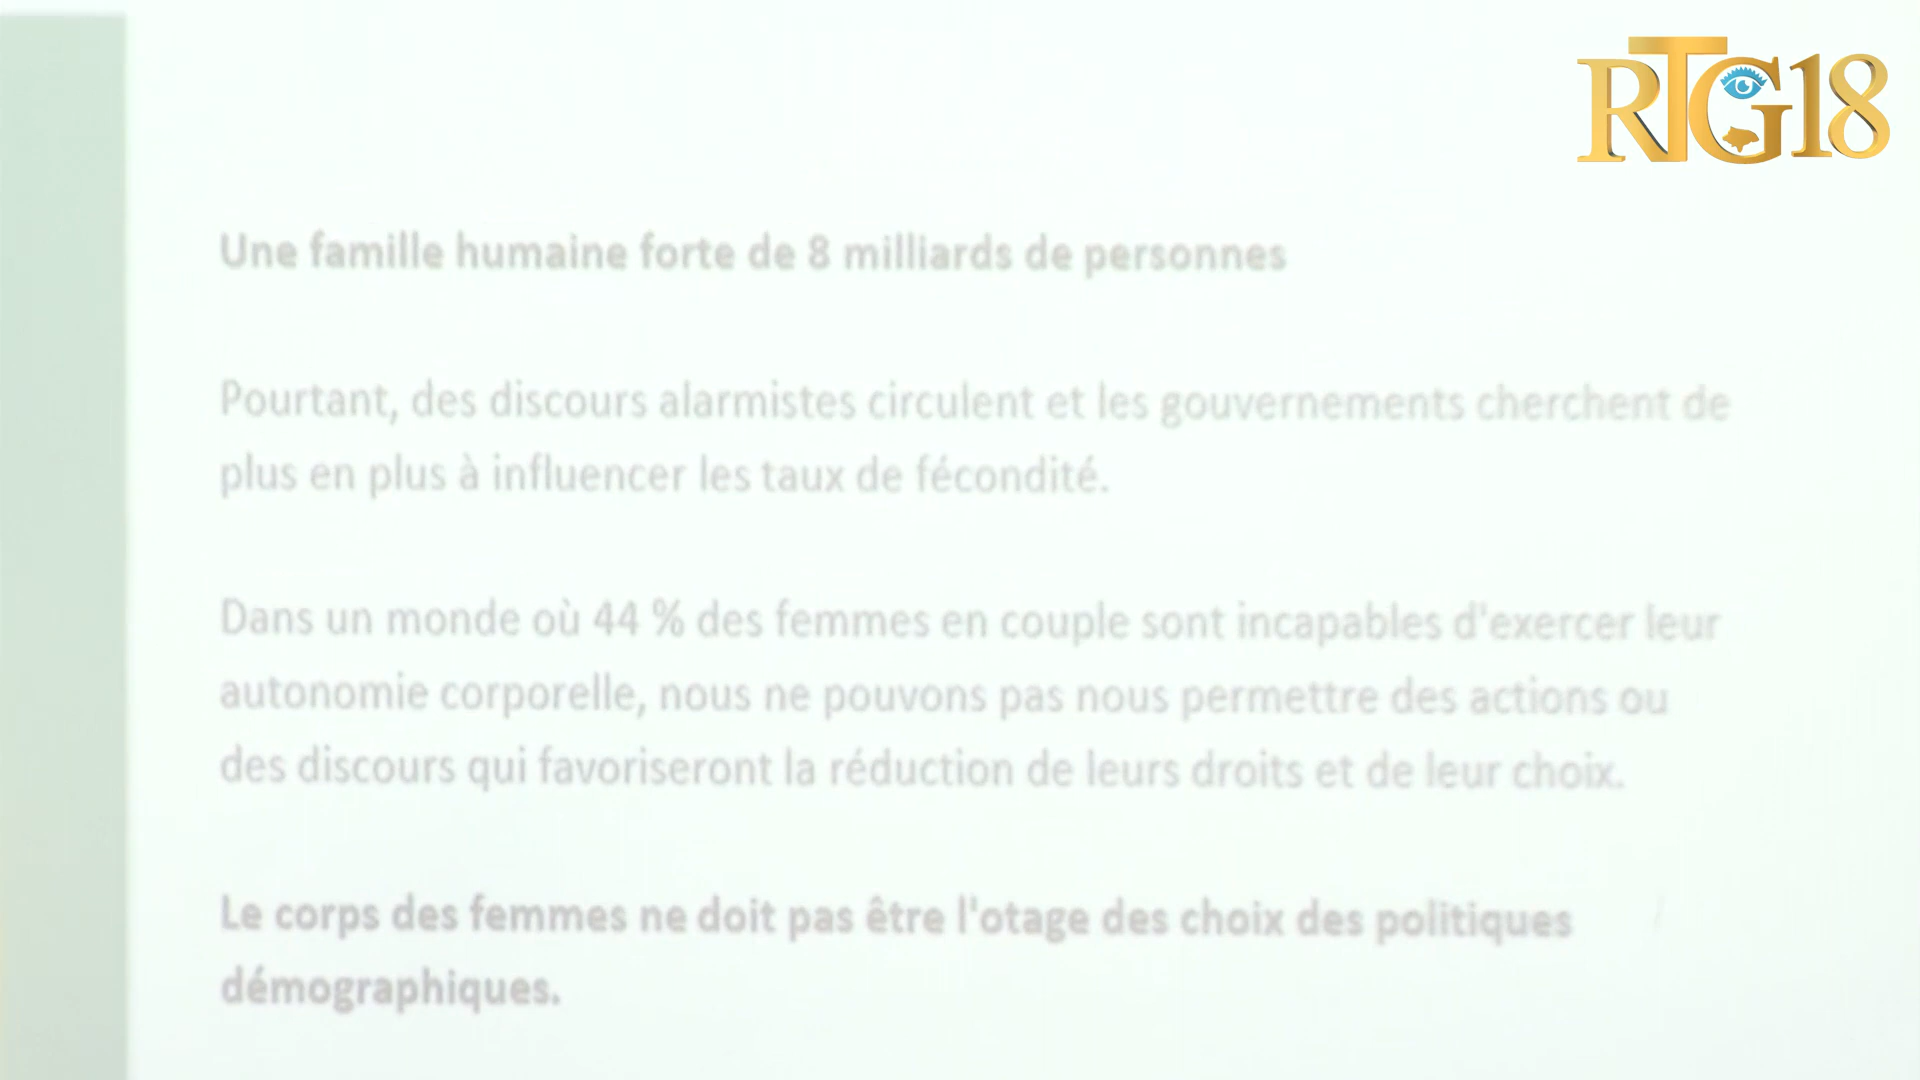 RTG18
Une famille humaine forte de 8 milliards de personnes
Pourtant, des discours alarmistes circulent et les gouvernements cherchent de
plus en plus à influencer les taux de fécondité.
Dans un monde où 44 % des femmes en couple sont incapables d'exercer leur
autonomie corporelle, nous ne pouvons pas nous permettre des actions ou
des discours qui favoriseront la réduction de leurs droits et de leur choix.
Le corps des femmes ne doit pas être l'otage des choix des politiques
démographiques.